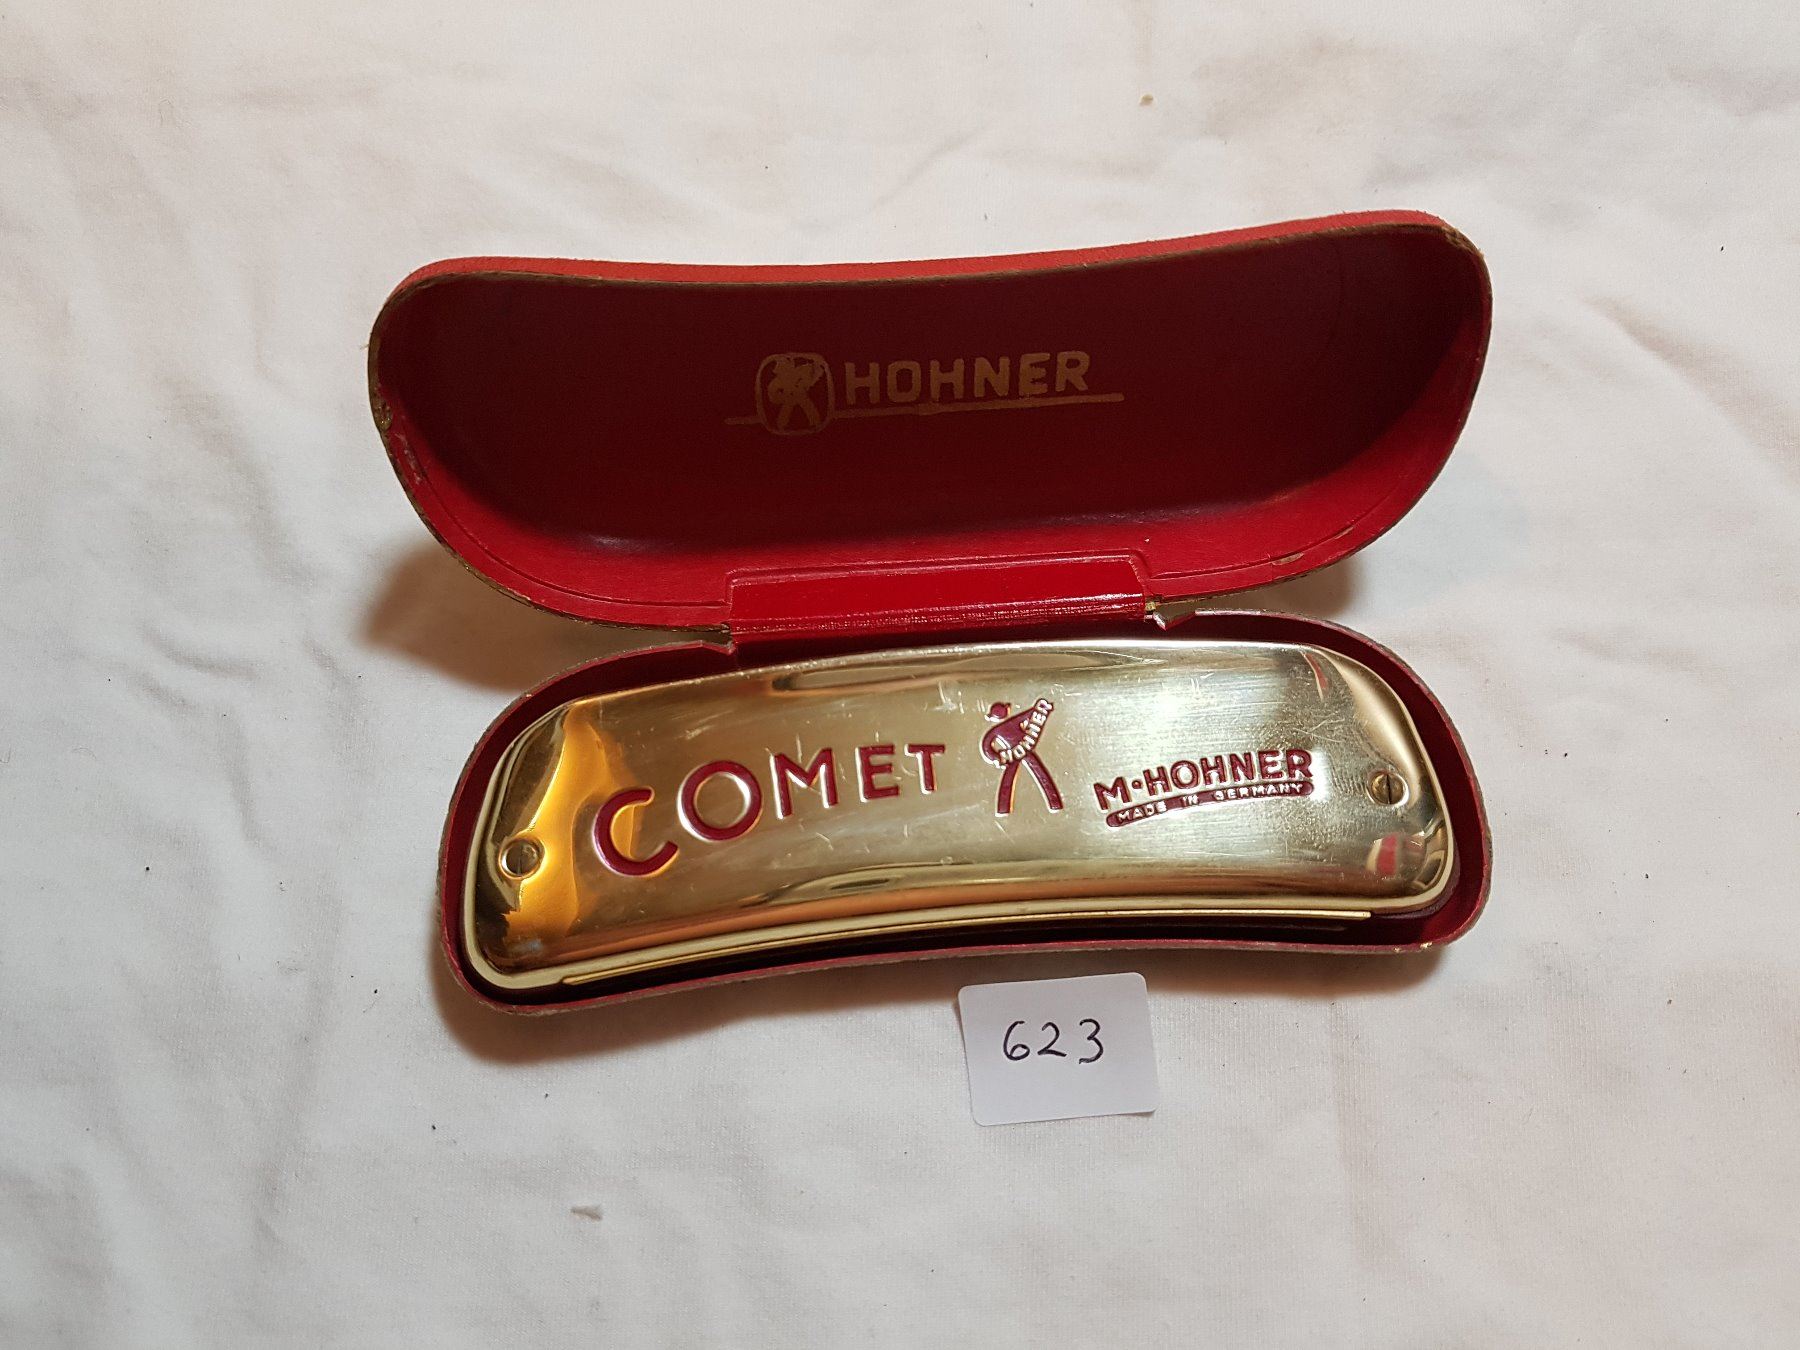 HOHNER
COMET
HOHNER
M·HOHNER
MADE IN GERMANY
623